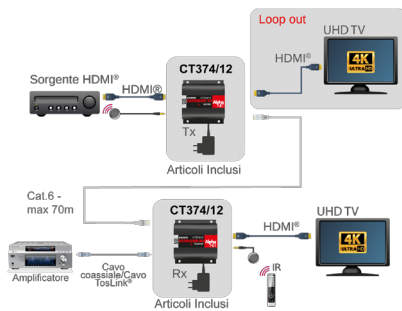 Loop out
UHD TV
HDMI®
4K
ULTRA HD
Sorgente HDMI®
HDMI®
CT374/12
Tx
Articoli Inclusi
Cat.6 -
max 70m
CT374/12
Rx
Articoli Inclusi
HDMI®
UHD TV
4K
ULTRA HD
IR
Amplificatore
Cavo
coassiale/Cavo
TosLink®